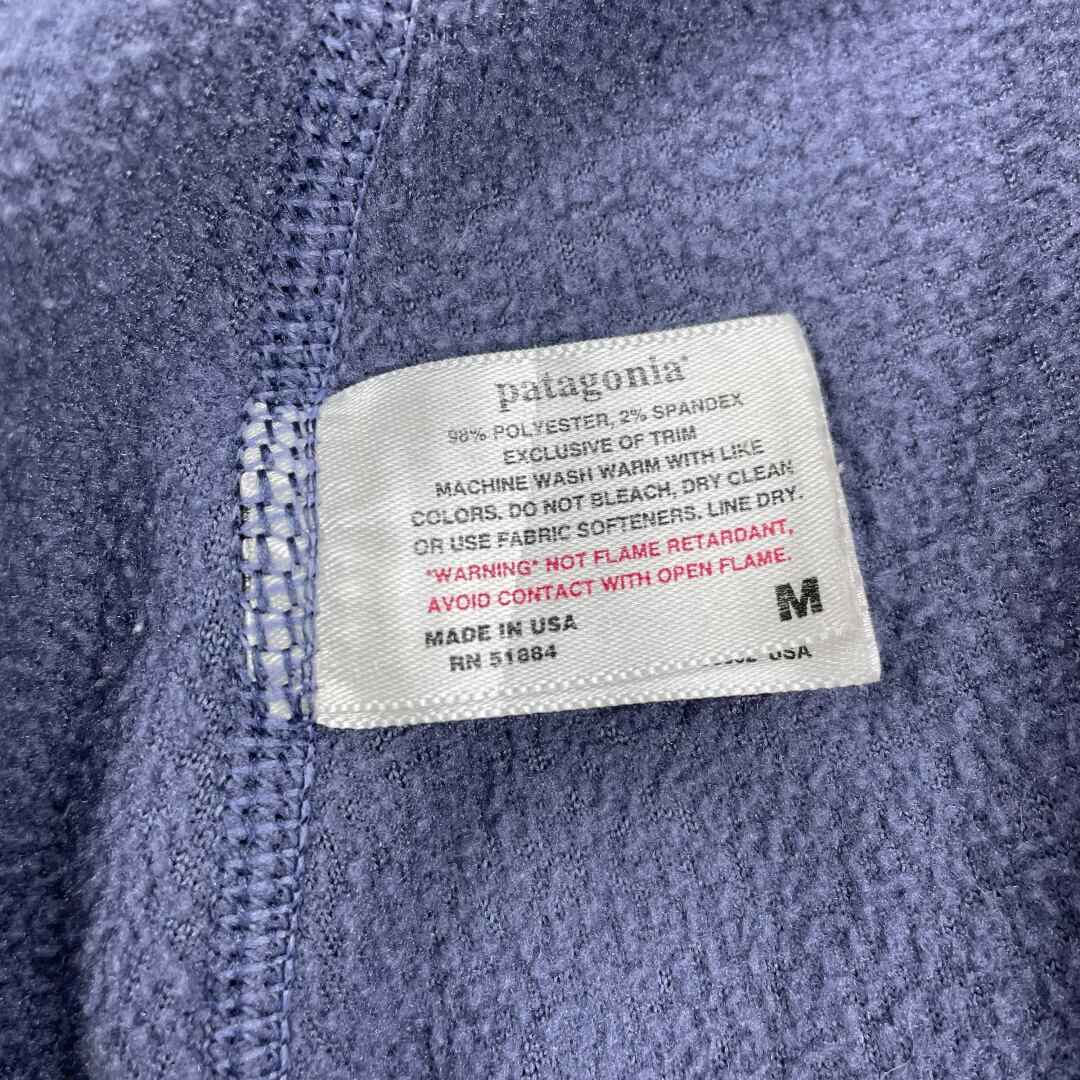 patagonia®
98% POLYESTER, 2% SPANDEX
EXCLUSIVE OF TRIM
MACHINE WASH WARM WITH LIKE
COLORS. DO NOT BLEACH, DRY CLEAN
OR USE FABRIC SOFTENERS. LINE DRY.
*WARNING* NOT FLAME RETARDANT,
AVOID CONTACT WITH OPEN FLAME.
M
MADE IN USA
RN 51884
USA